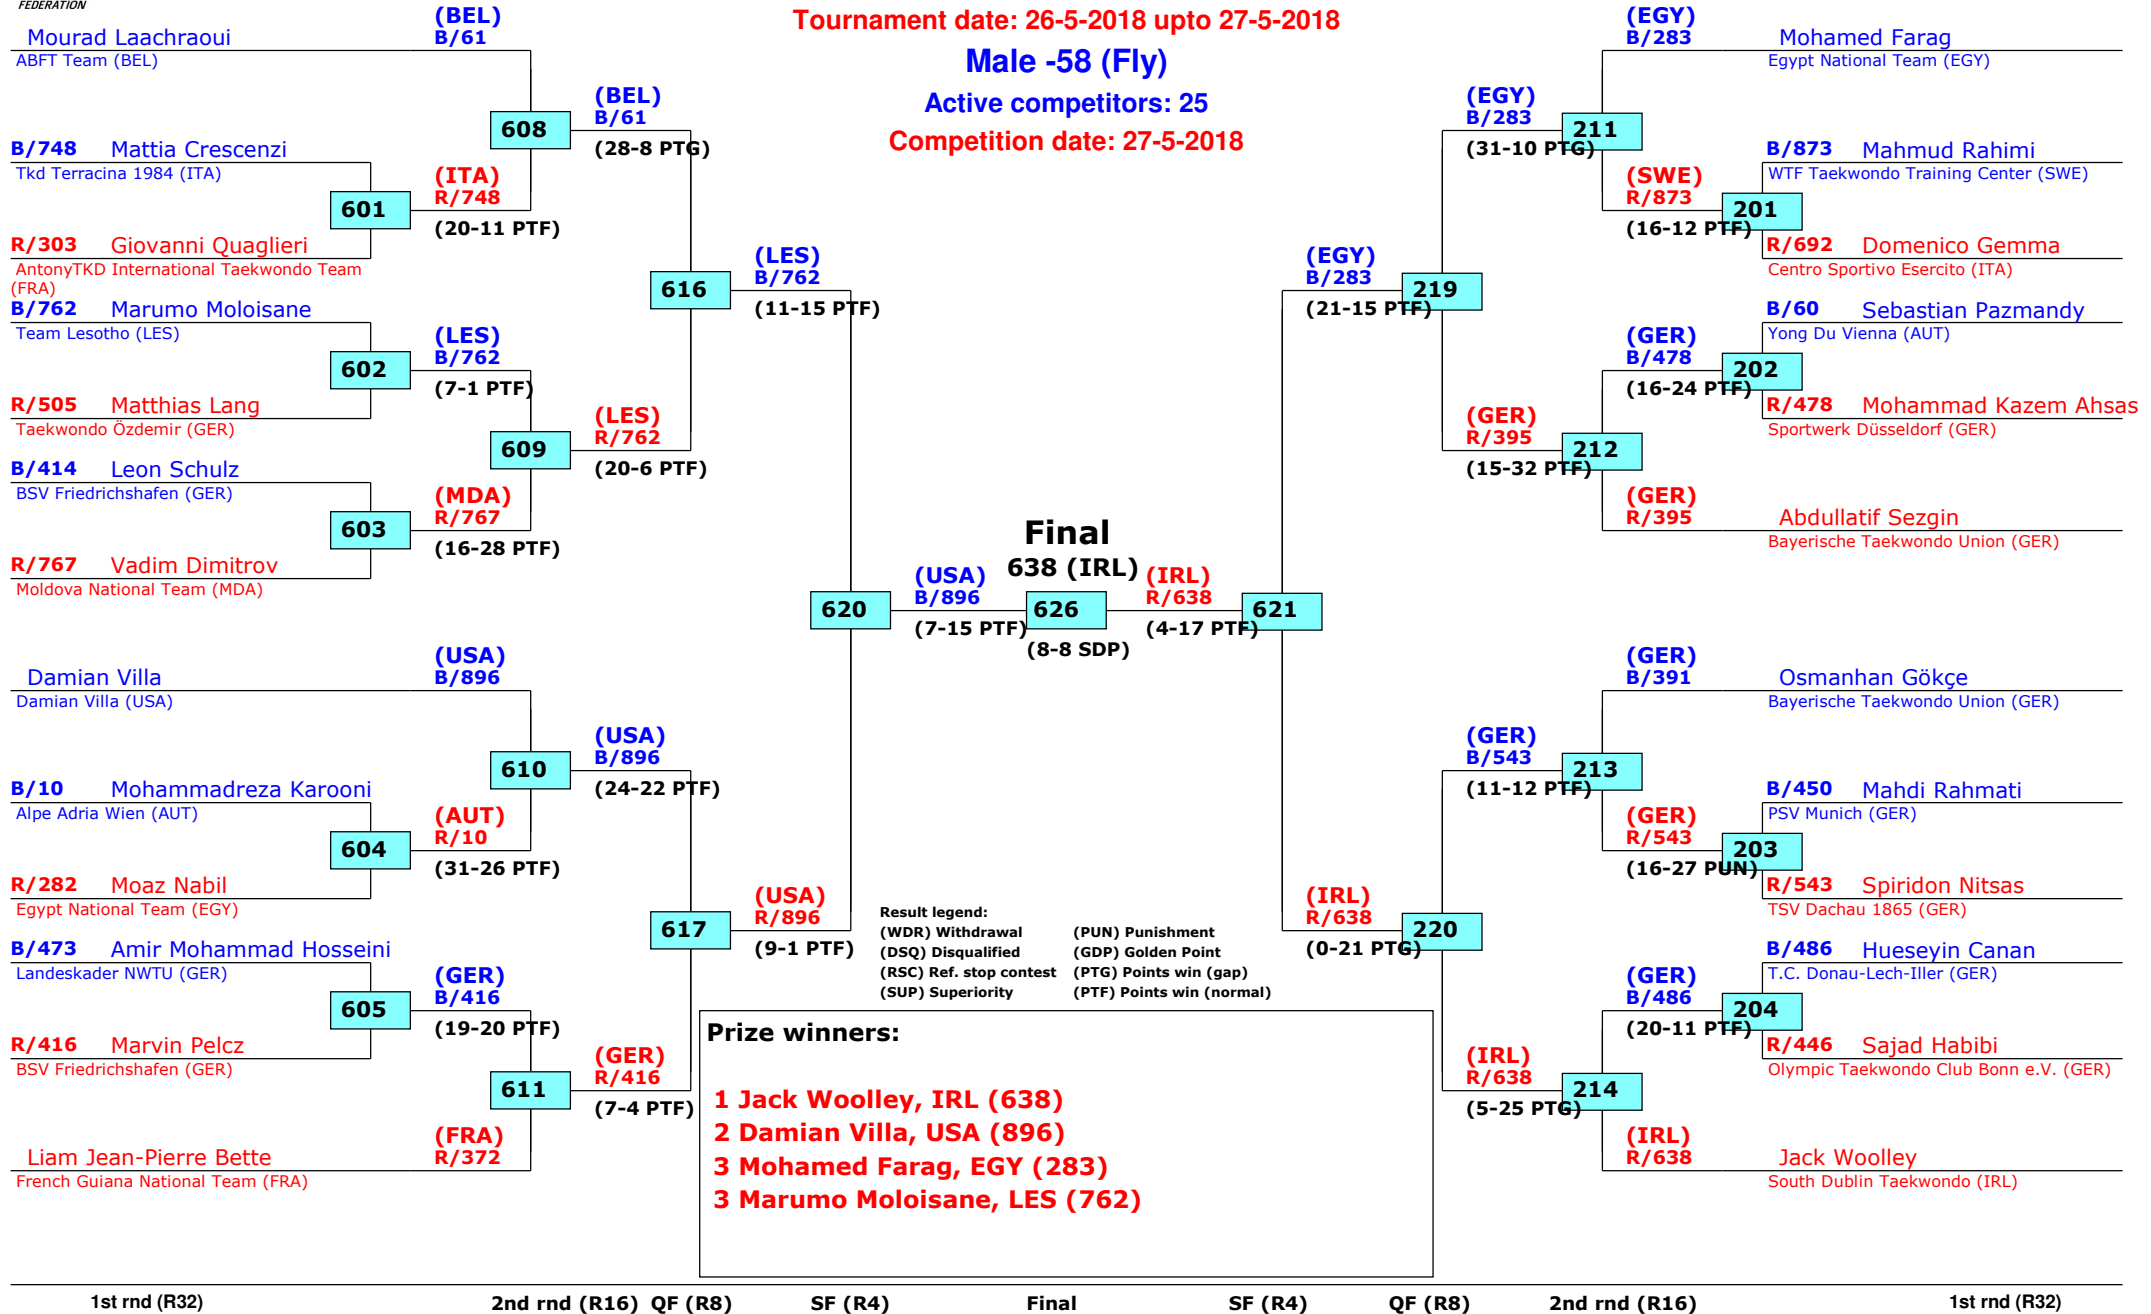 FEDERATION
Tournament date: 26-5-2018 upto 27-5-2018
Male -58 (Fly)
Active competitors: 25
Competition date: 27-5-2018
Mourad Laachraoui
ABFT Team (BEL)
(BEL)
B/61
B/748 Mattia Crescenzi
Tkd Terracina 1984 (ITA)
601
R/303 Giovanni Quaglieri
AntonyTKD International Taekwondo Team
(FRA)
(ITA)
R/748
(20-11 PTF)
608
(BEL)
B/61
(28-8 PTG)
B/762 Marumo Moloisane
Team Lesotho (LES)
602
R/505 Matthias Lang
Taekwondo Özdemir (GER)
(LES)
B/762
(7-1 PTF)
B/414 Leon Schulz
BSV Friedrichshafen (GER)
603
R/767 Vadim Dimitrov
Moldova National Team (MDA)
(MDA)
R/767
(16-28 PTF)
609
(LES)
R/762
(20-6 PTF)
616
(LES)
B/762
(11-15 PTF)
Damian Villa
Damian Villa (USA)
(USA)
B/896
B/10 Mohammadreza Karooni
Alpe Adria Wien (AUT)
604
R/282 Moaz Nabil
Egypt National Team (EGY)
(AUT)
R/10
(31-26 PTF)
610
(USA)
B/896
(24-22 PTF)
B/473 Amir Mohammad Hosseini
Landeskader NWTU (GER)
605
R/416 Marvin Pelcz
BSV Friedrichshafen (GER)
(GER)
B/416
(19-20 PTF)
611
Liam Jean-Pierre Bette
French Guiana National Team (FRA)
(FRA)
R/372
(GER)
R/416
(7-4 PTF)
617
(USA)
R/896
(9-1 PTF)
620
(USA)
B/896
(7-15 PTF)
Final
638 (IRL)
626
(8-8 SDP)
(IRL)
R/638
(4-17 PTF)
621
(EGY)
B/283
(21-15 PTF)
219
(EGY)
B/283
(31-10 PTG)
211
(EGY)
B/283
Mohamed Farag
Egypt National Team (EGY)
(SWE)
R/873
(16-12 PTF)
201
B/873 Mahmud Rahimi
WTF Taekwondo Training Center (SWE)
R/692 Domenico Gemma
Centro Sportivo Esercito (ITA)
(GER)
R/395
(15-32 PTF)
212
(GER)
B/478
(16-24 PTF)
202
B/60 Sebastian Pazmandy
Yong Du Vienna (AUT)
R/478 Mohammad Kazem Ahsas
Sportwerk Düsseldorf (GER)
(GER)
R/395
Abdullatif Sezgin
Bayerische Taekwondo Union (GER)
(IRL)
R/638
(0-21 PTG)
220
(GER)
B/543
(11-12 PTF)
213
(GER)
B/391
Osmanhan Gökçe
Bayerische Taekwondo Union (GER)
(GER)
R/543
(16-27 PUN)
203
B/450 Mahdi Rahmati
PSV Munich (GER)
R/543 Spiridon Nitsas
TSV Dachau 1865 (GER)
(IRL)
R/638
(5-25 PTG)
214
(GER)
B/486
(20-11 PTF)
204
B/486 Hueseyin Canan
T.C. Donau-Lech-Iller (GER)
R/446 Sajad Habibi
Olympic Taekwondo Club Bonn e.V. (GER)
(IRL)
R/638
Jack Woolley
South Dublin Taekwondo (IRL)
Result legend:
(WDR) Withdrawal (PUN) Punishment
(DSQ) Disqualified (GDP) Golden Point
(RSC) Ref. stop contest (PTG) Points win (gap)
(SUP) Superiority (PTF) Points win (normal)
Prize winners:
1 Jack Woolley, IRL (638)
2 Damian Villa, USA (896)
3 Mohamed Farag, EGY (283)
3 Marumo Moloisane, LES (762)
1st rnd (R32) 2nd rnd (R16) QF (R8) SF (R4) Final SF (R4) QF (R8) 2nd rnd (R16) 1st rnd (R32)